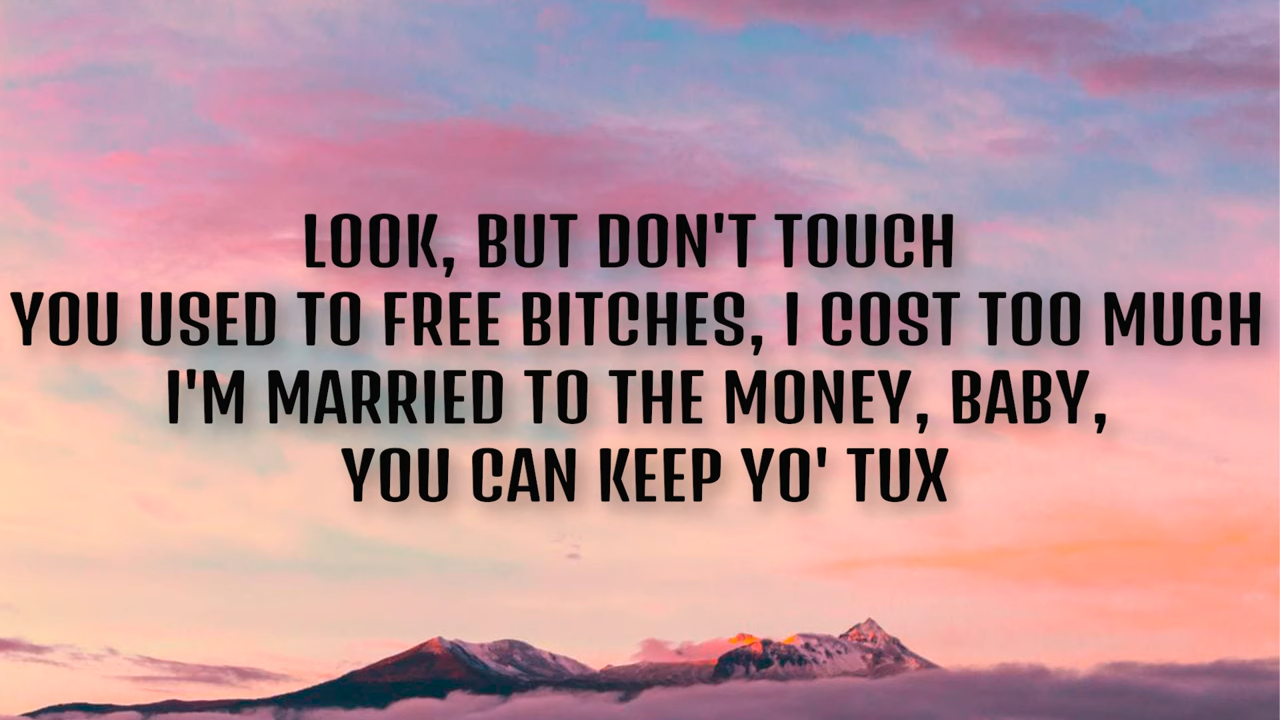 LOOK, BUT DON'T TOUCH
YOU USED TO FREE BITCHES, I COST TOO MUCH
I'M MARRIED TO THE MONEY, BABY,
YOU CAN KEEP YO' TUX